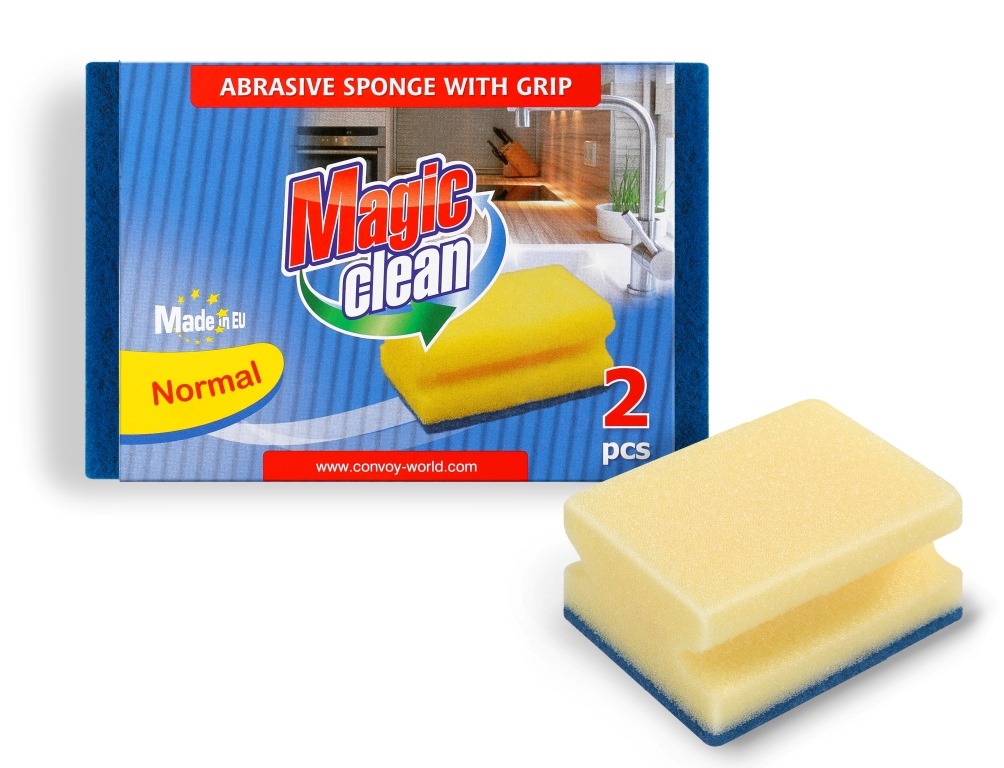 ABRASIVE SPONGE WITH GRIP
Magic
clean
Made in EU
Normal
2
pcs
www.convoy-world.com